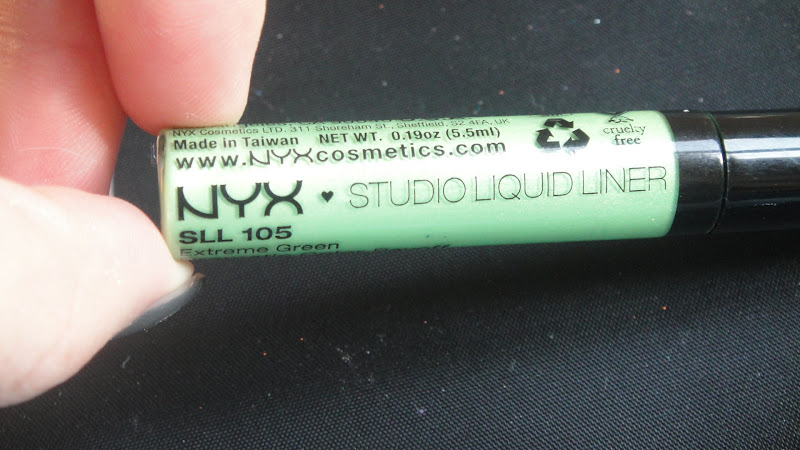 NYX Cosmetics LTD. 311 Shoreham St., Sheffield, S2 4FA, UK
Made in Taiwan NET WT. 0.19oz (5.5ml)
www.NYXcosmetics.com
cruelty
free
NYX ♥ STUDIO LIQUID LINER
SLL 105
Extreme Green